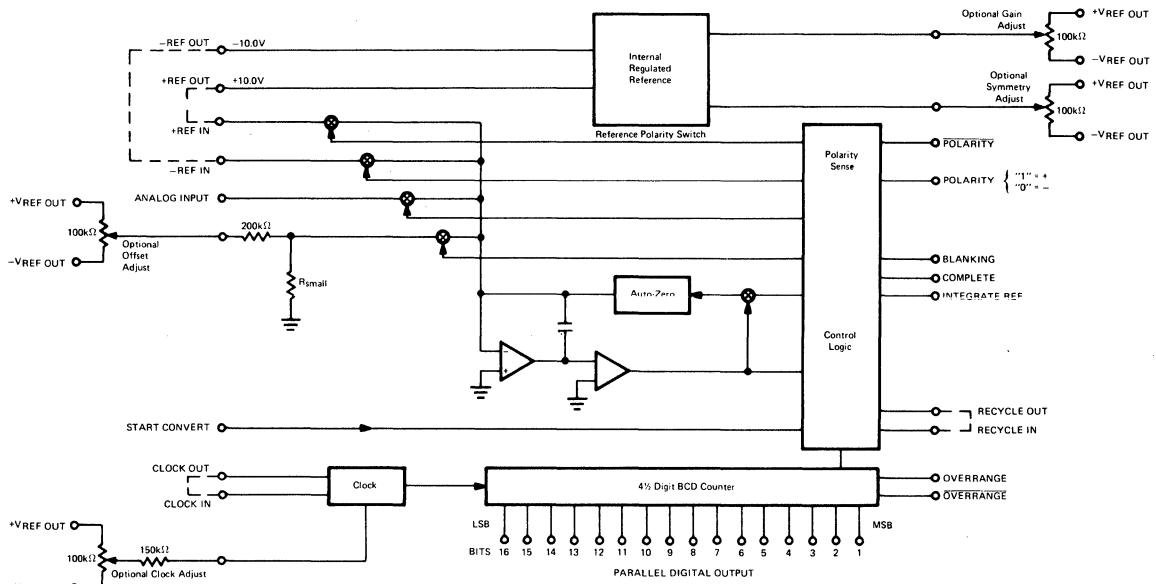 Optional Gain Adjust
+VREF OUT
100kΩ
−VREF OUT
−REF OUT
−10.0V
Internal Regulated Reference
+REF OUT
+10.0V
Optional Symmetry Adjust
+VREF OUT
100kΩ
−VREF OUT
+REF IN
Reference Polarity Switch
POLARITY
Polarity Sense
−REF IN
POLARITY { "1" = +
"0" = −
ANALOG INPUT
+VREF OUT
100kΩ
−VREF OUT
Optional Offset Adjust
200kΩ
Rsmall
BLANKING
COMPLETE
INTEGRATE REF
Auto-Zero
Control Logic
−
+
START CONVERT
RECYCLE OUT
RECYCLE IN
CLOCK OUT
CLOCK IN
Clock
4½ Digit BCD Counter
OVERRANGE
OVERRANGE
LSB
MSB
BITS 16 15 14 13 12 11 10 9 8 7 6 5 4 3 2 1
PARALLEL DIGITAL OUTPUT
+VREF OUT
100kΩ
150kΩ
Optional Clock Adjust